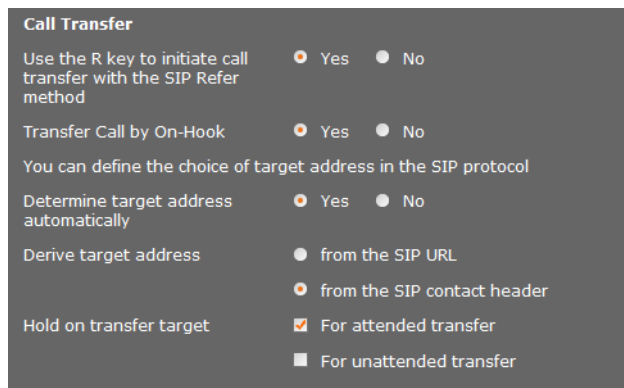 Call Transfer
Use the R key to initiate call Yes No
transfer with the SIP Refer
method
Transfer Call by On-Hook Yes No
You can define the choice of target address in the SIP protocol
Determine target address Yes No
automatically
Derive target address from the SIP URL
from the SIP contact header
Hold on transfer target For attended transfer
For unattended transfer